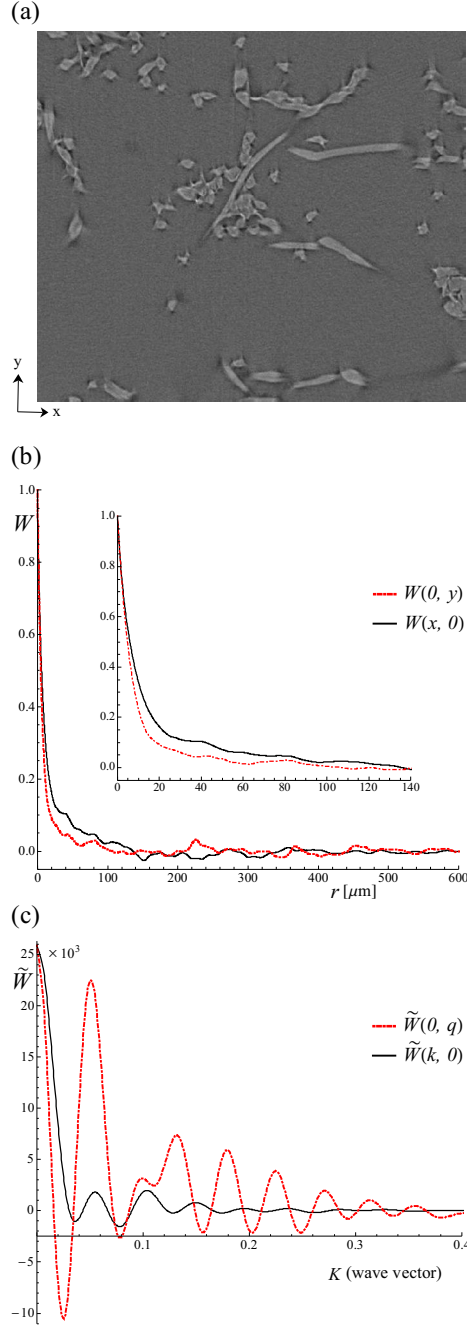 (a)
y
x
(b)
W
1.0
0.8
0.6
0.4
0.2
0.0
0 100 200 300 400 500 600
r [μm]
1.0
0.8
0.6
0.4
0.2
0.0
0 20 40 60 80 100 120 140
W(0, y)
W(x, 0)
(c)
W̃
× 10³
25
20
15
10
5
0
−5
−10
0.1 0.2 0.3 0.4
K (wave vector)
W̃(0, q)
W̃(k, 0)